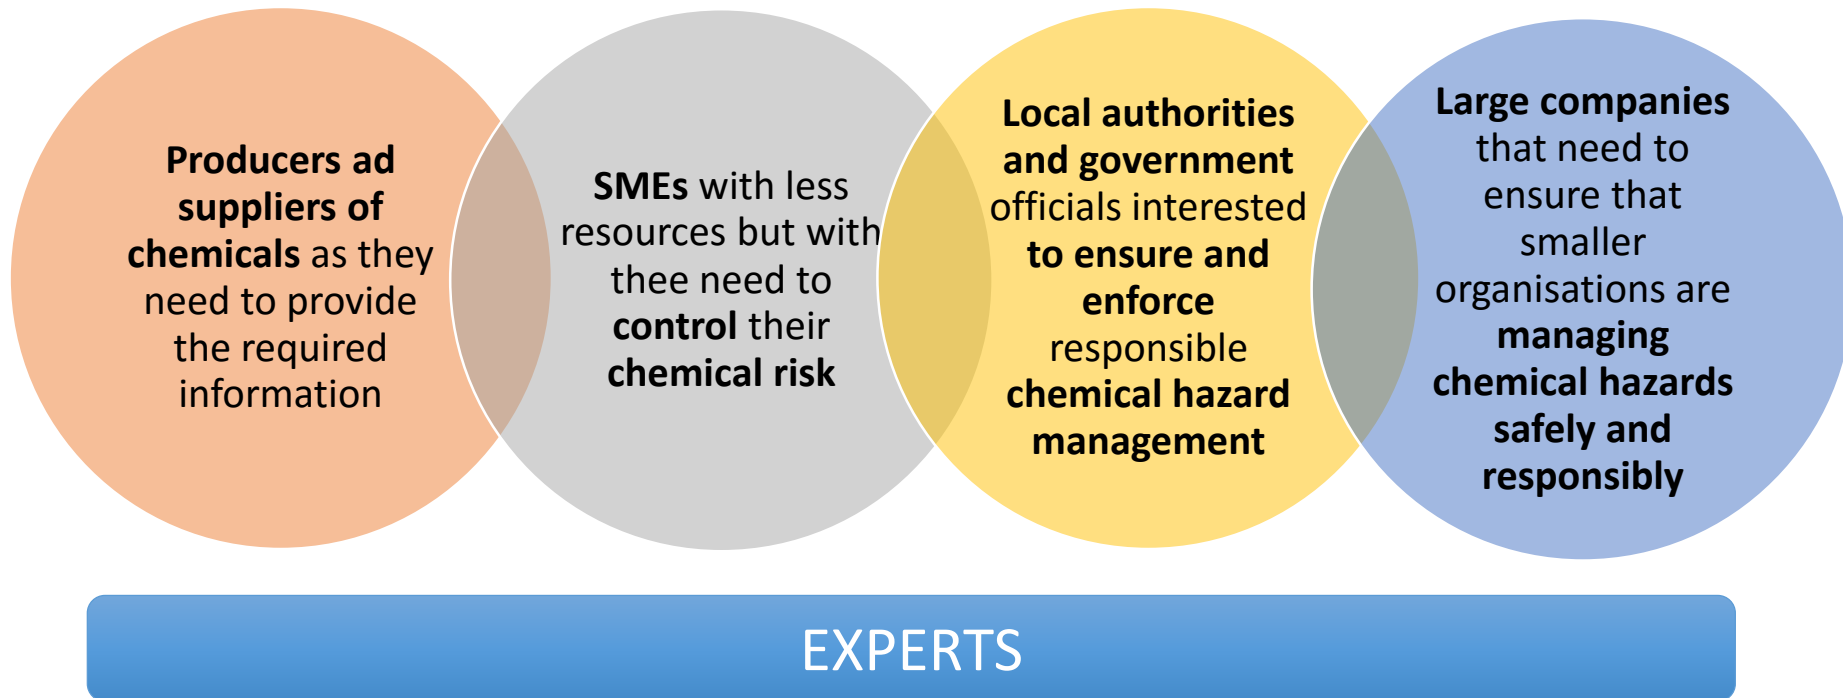 Producers ad
suppliers of
chemicals as they
need to provide
the required
information
SMEs with less
resources but with
thee need to
control their
chemical risk
Local authorities
and government
officials interested
to ensure and
enforce
responsible
chemical hazard
management
Large companies
that need to
ensure that
smaller
organisations are
managing
chemical hazards
safely and
responsibly
EXPERTS